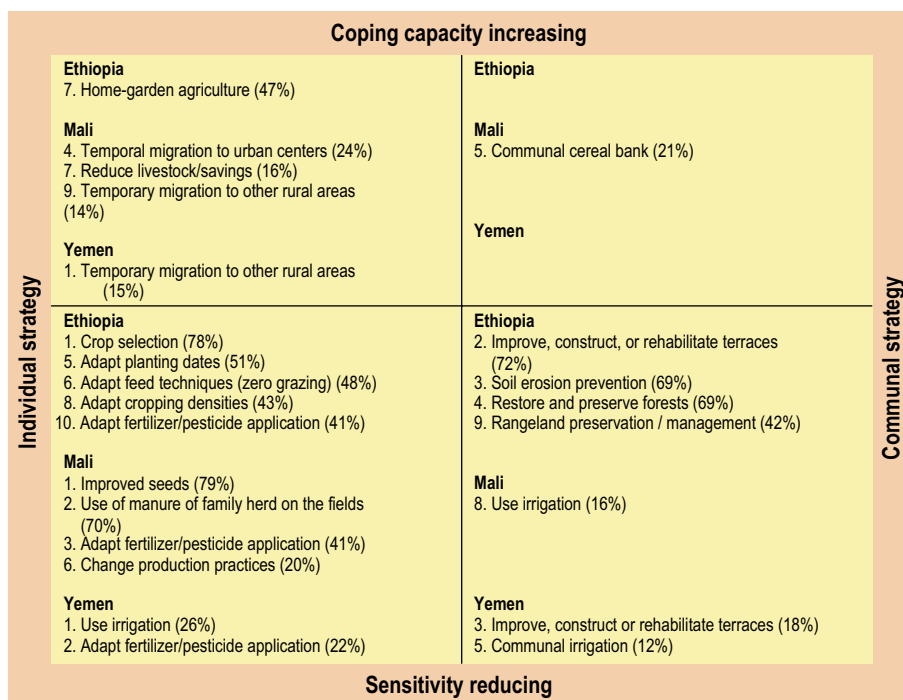 Coping capacity increasing
Individual strategy
Ethiopia
7. Home-garden agriculture (47%)
Mali
4. Temporal migration to urban centers (24%)
7. Reduce livestock/savings (16%)
9. Temporary migration to other rural areas
(14%)
Yemen
1. Temporary migration to other rural areas
(15%)
Ethiopia
Mali
5. Communal cereal bank (21%)
Yemen
Ethiopia
1. Crop selection (78%)
5. Adapt planting dates (51%)
6. Adapt feed techniques (zero grazing) (48%)
8. Adapt cropping densities (43%)
10. Adapt fertilizer/pesticide application (41%)
Mali
1. Improved seeds (79%)
2. Use of manure of family herd on the fields
(70%)
3. Adapt fertilizer/pesticide application (41%)
6. Change production practices (20%)
Yemen
1. Use irrigation (26%)
2. Adapt fertilizer/pesticide application (22%)
Ethiopia
2. Improve, construct, or rehabilitate terraces
(72%)
3. Soil erosion prevention (69%)
4. Restore and preserve forests (69%)
9. Rangeland preservation / management (42%)
Mali
8. Use irrigation (16%)
Yemen
3. Improve, construct or rehabilitate terraces (18%)
5. Communal irrigation (12%)
Communal strategy
Sensitivity reducing